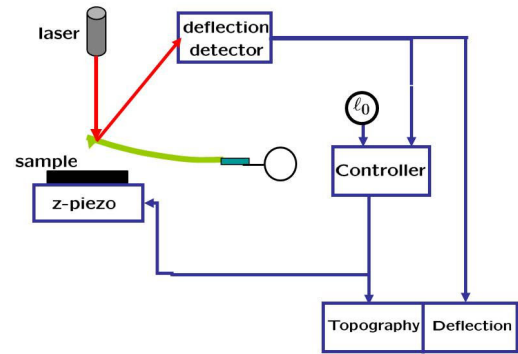 laser
deflection
detector
ℓ0
sample
Controller
z-piezo
Topography
Deflection